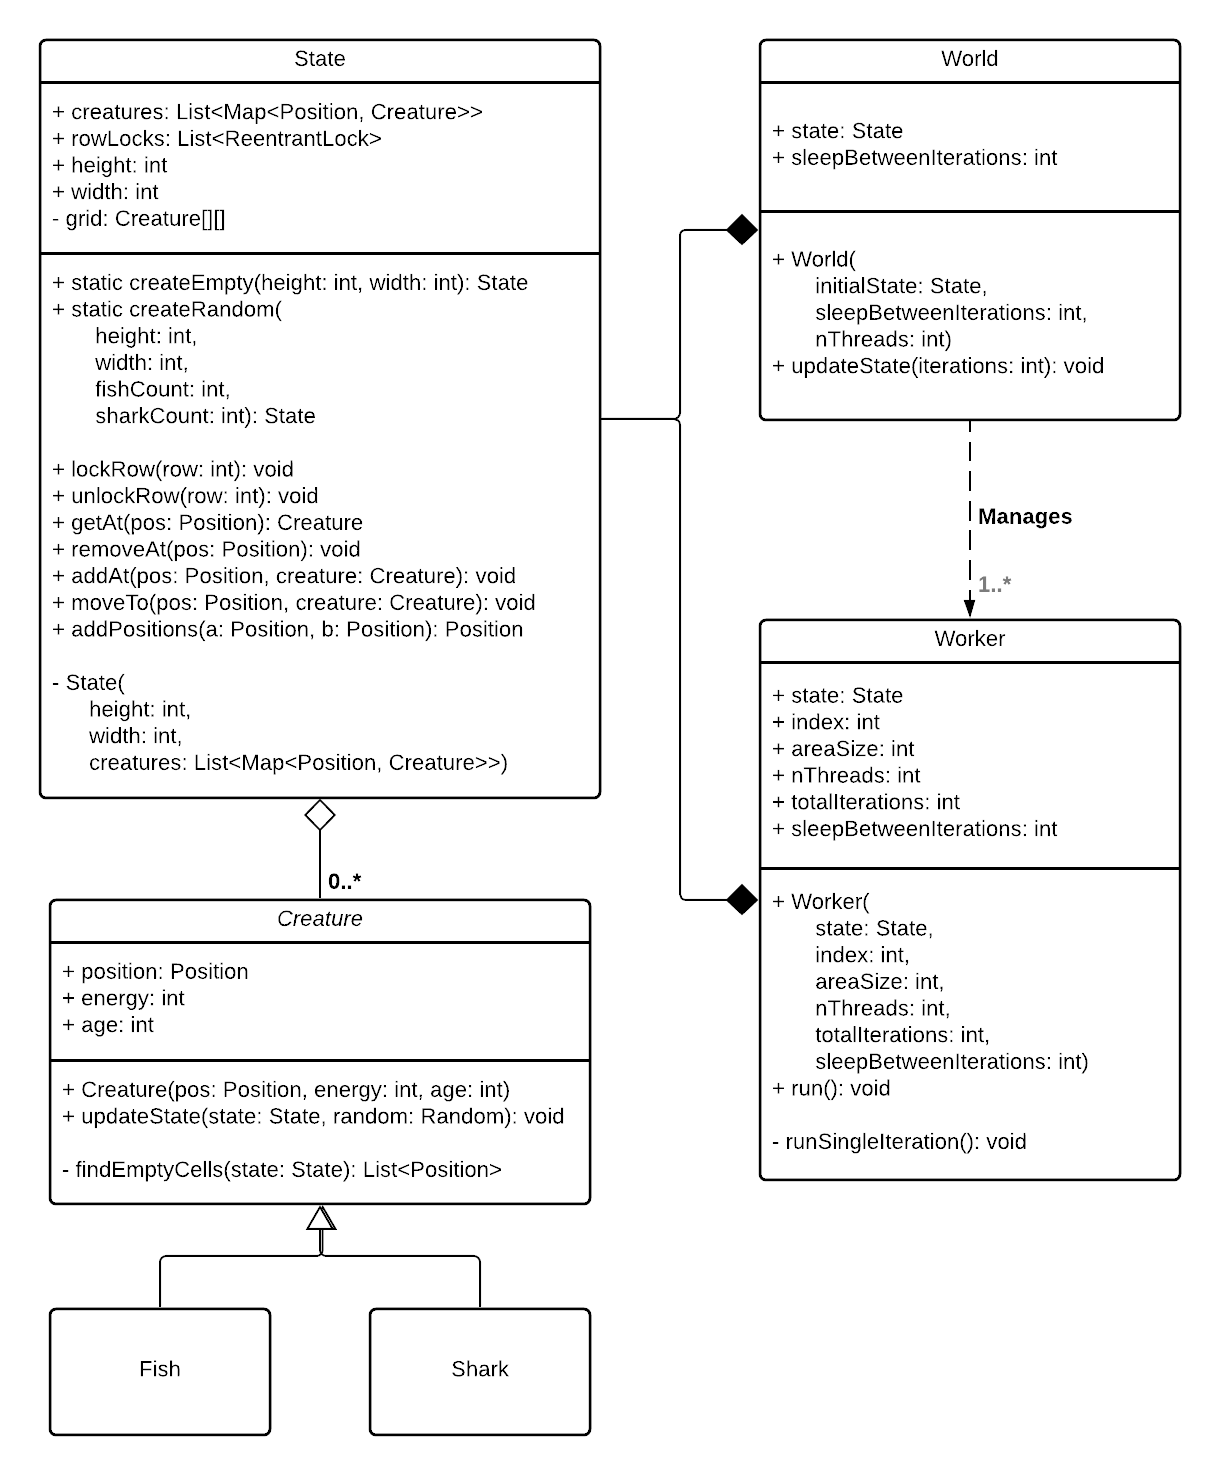 State
+ creatures: List<Map<Position, Creature>>
+ rowLocks: List<ReentrantLock>
+ height: int
+ width: int
- grid: Creature[][]
+ static createEmpty(height: int, width: int): State
+ static createRandom(
height: int,
width: int,
fishCount: int,
sharkCount: int): State
+ lockRow(row: int): void
+ unlockRow(row: int): void
+ getAt(pos: Position): Creature
+ removeAt(pos: Position): void
+ addAt(pos: Position, creature: Creature): void
+ moveTo(pos: Position, creature: Creature): void
+ addPositions(a: Position, b: Position): Position
- State(
height: int,
width: int,
creatures: List<Map<Position, Creature>>)
0..*
Creature
+ position: Position
+ energy: int
+ age: int
+ Creature(pos: Position, energy: int, age: int)
+ updateState(state: State, random: Random): void
- findEmptyCells(state: State): List<Position>
Fish
Shark
World
+ state: State
+ sleepBetweenIterations: int
+ World(
initialState: State,
sleepBetweenIterations: int,
nThreads: int)
+ updateState(iterations: int): void
Manages
1..*
Worker
+ state: State
+ index: int
+ areaSize: int
+ nThreads: int
+ totalIterations: int
+ sleepBetweenIterations: int
+ Worker(
state: State,
index: int,
areaSize: int,
nThreads: int,
totalIterations: int,
sleepBetweenIterations: int)
+ run(): void
- runSingleIteration(): void